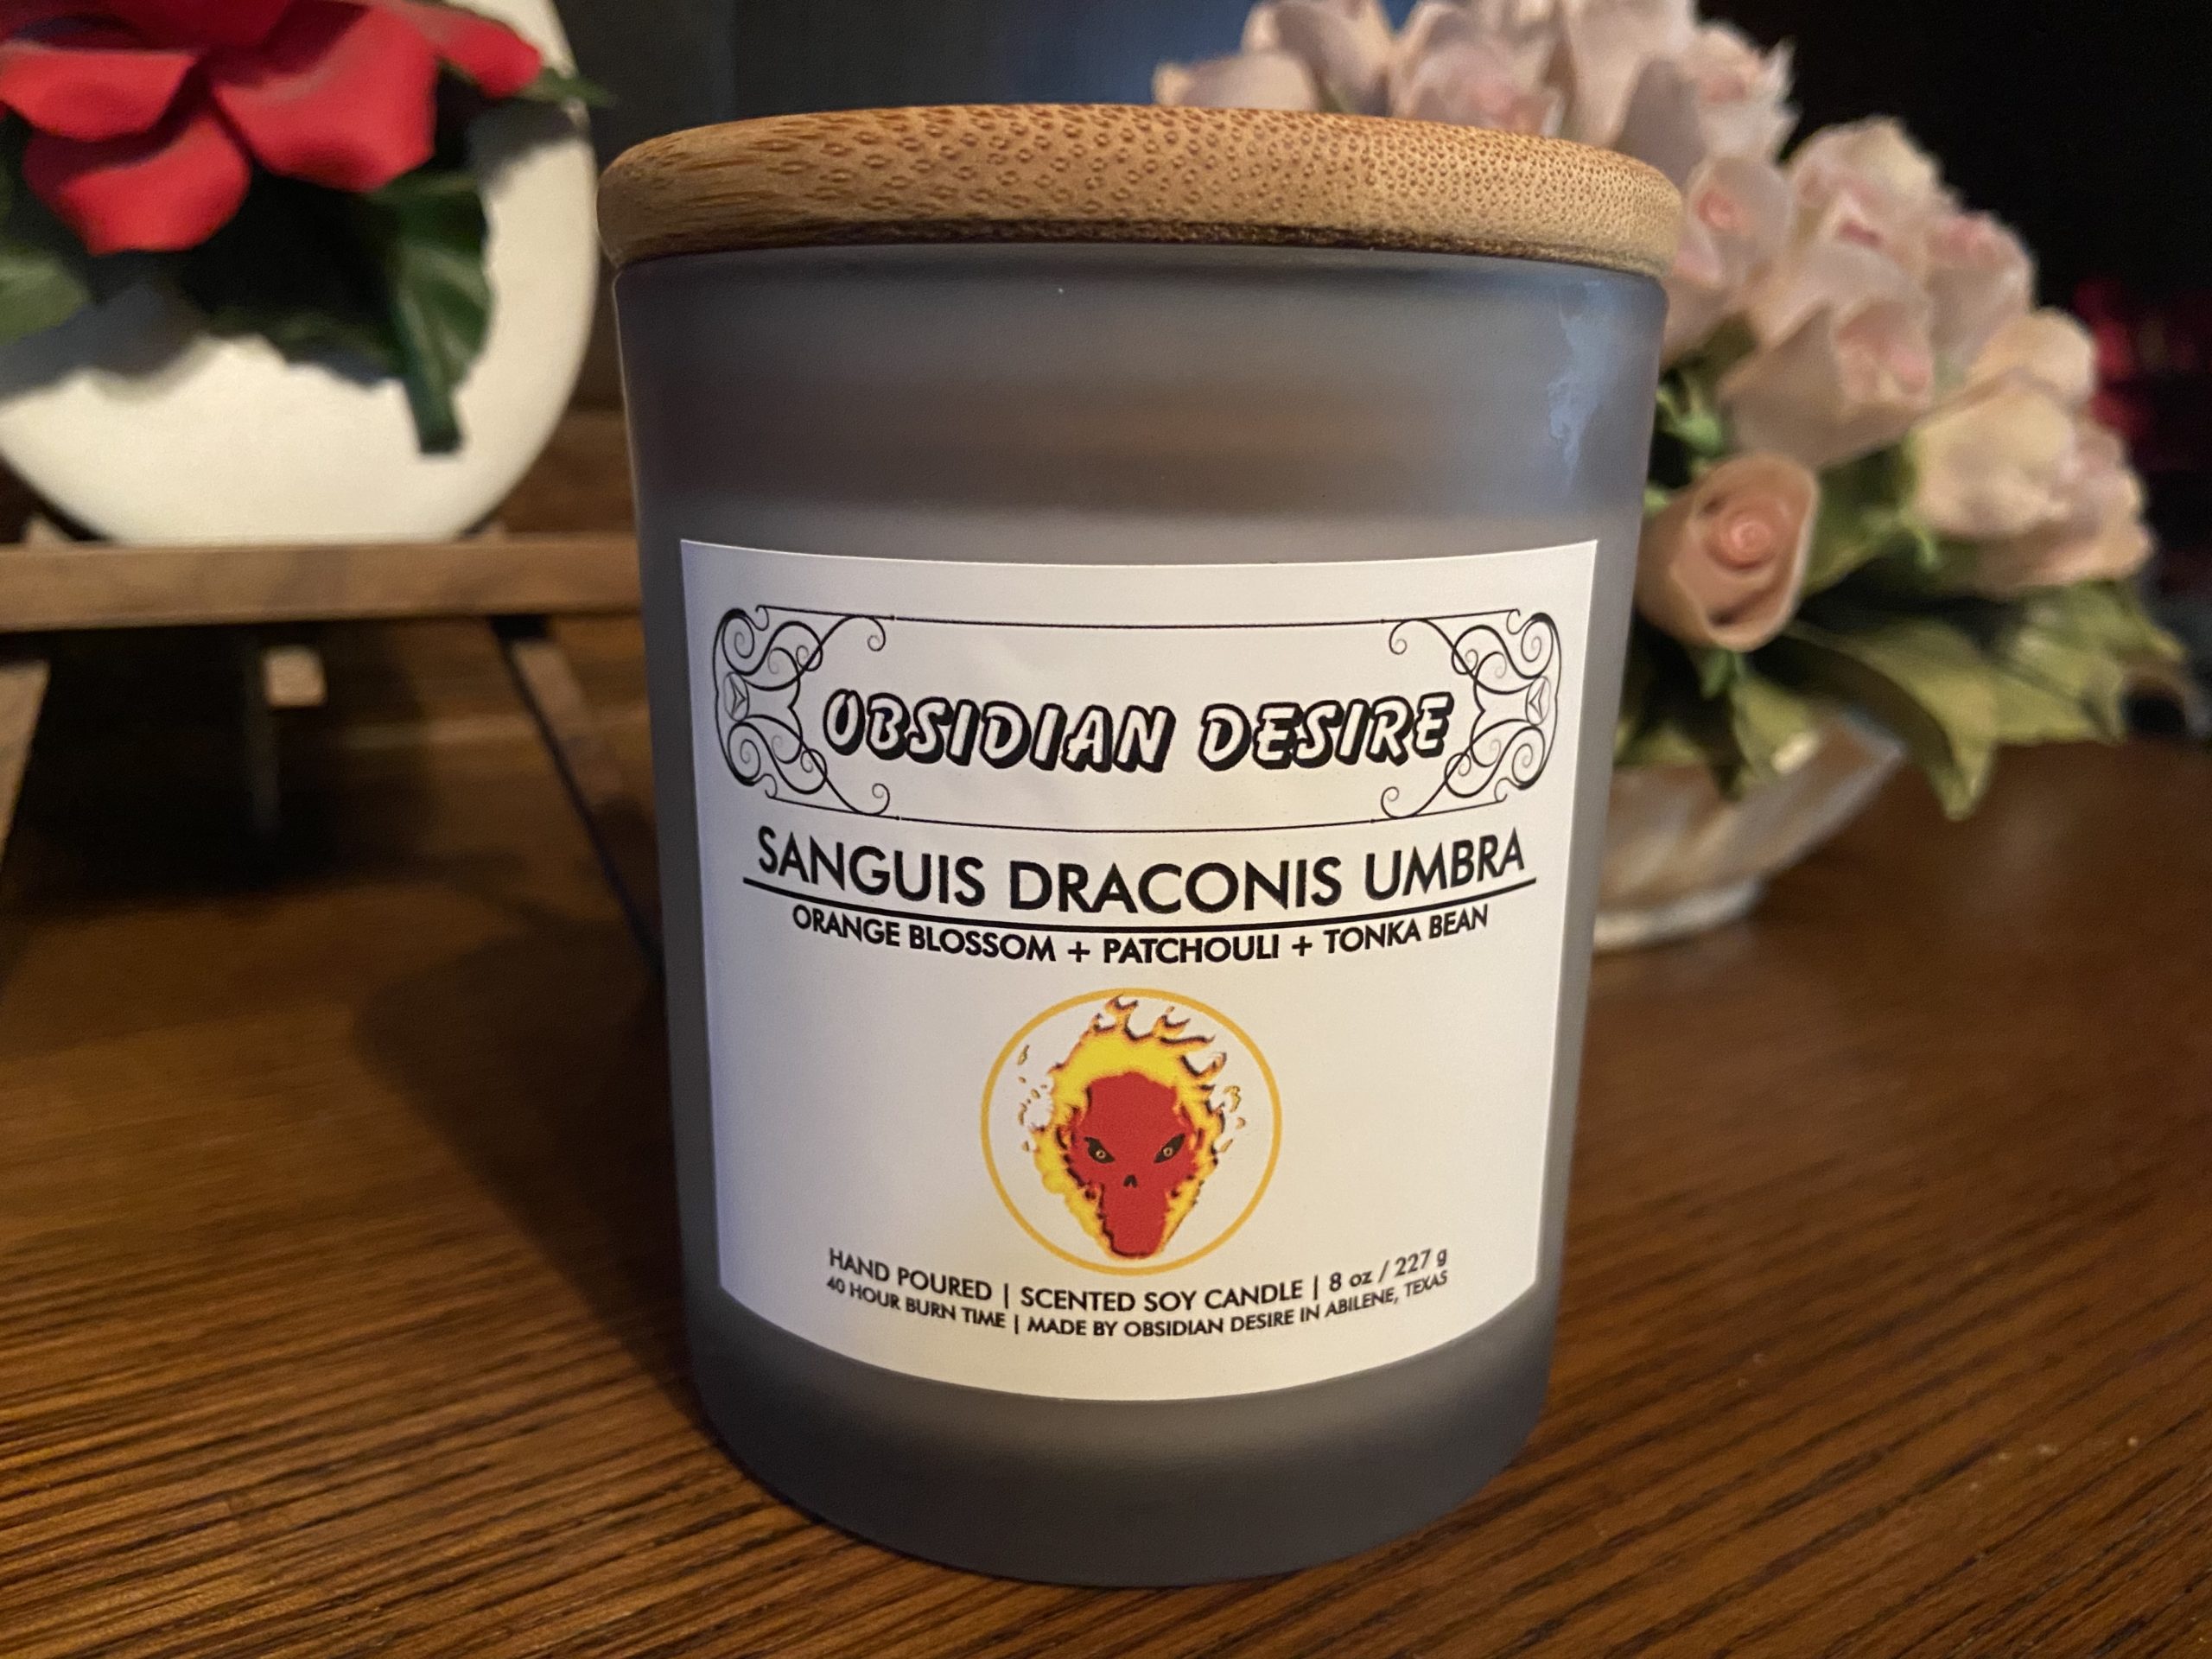 OBSIDIAN DESIRE
SANGUIS DRACONIS UMBRA
ORANGE BLOSSOM + PATCHOULI + TONKA BEAN
HAND POURED | SCENTED SOY CANDLE | 8 oz / 227 g
40 HOUR BURN TIME | MADE BY OBSIDIAN DESIRE IN ABILENE, TEXAS